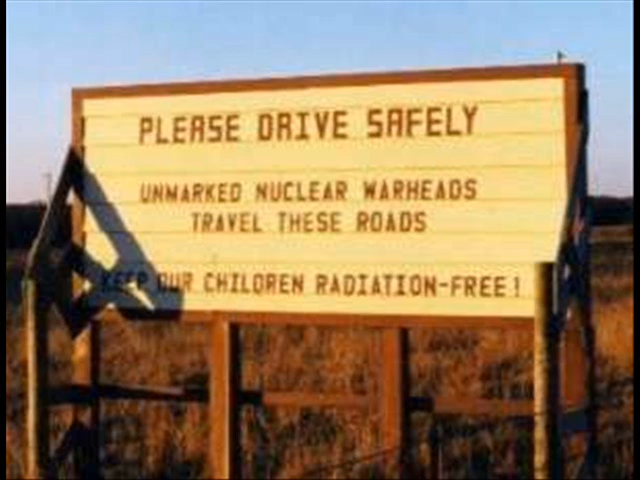 PLEASE DRIVE SAFELY
UNMARKED NUCLEAR WARHEADS
TRAVEL THESE ROADS
KEEP OUR CHILDREN RADIATION-FREE!